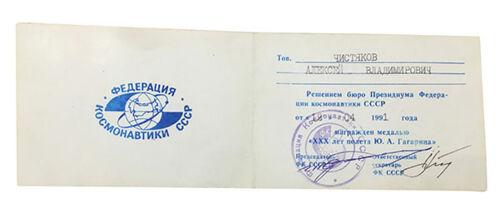 ФЕДЕРАЦИЯ
КОСМОНАВТИКИ СССР
Тов. ЧИСТЯКОВ
АЛЕКСЕЙ ВЛАДИМИРОВИЧ
Решением бюро Президиума Федера-
ции космонавтики СССР
от « 04 1991 года
награжден медалью
«XXX лет полета Ю. А. Гагарина»
Председатель
ФК СССР
Ответственный
секретарь
ФК СССР